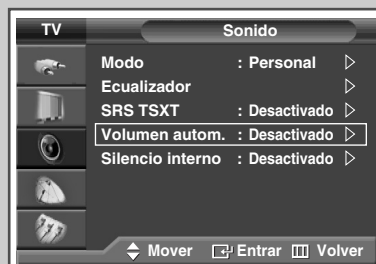 TV Sonido
Modo : Personal
Ecualizador
SRS TSXT : Desactivado
Volumen autom. : Desactivado
Silencio interno : Desactivado
Mover Entrar Volver